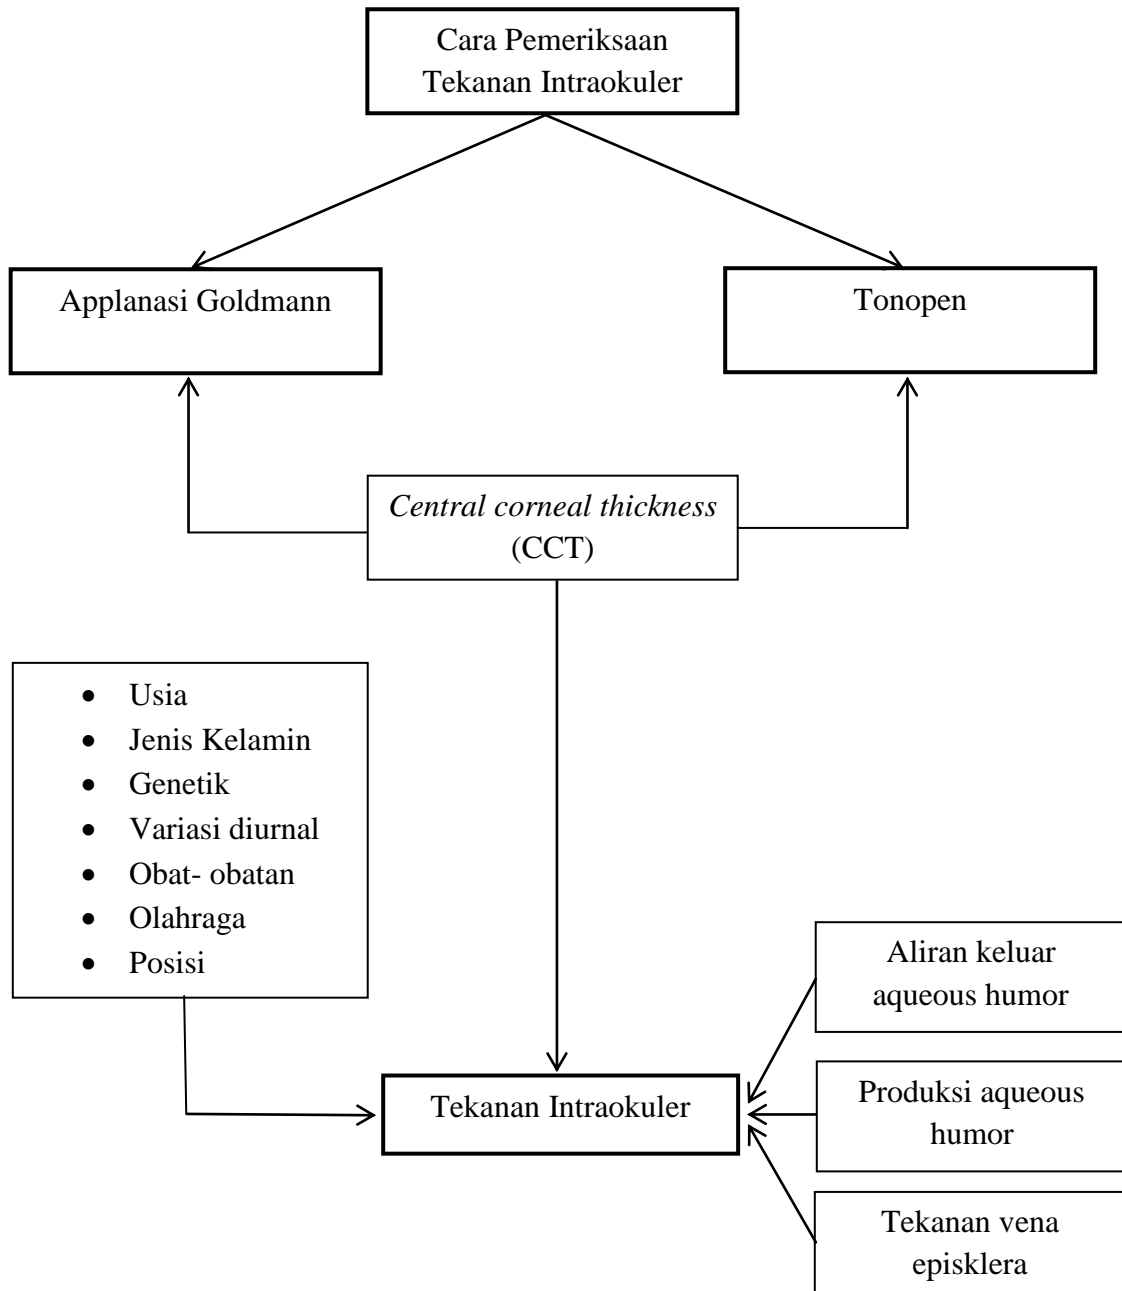 Cara Pemeriksaan
Tekanan Intraokuler
Applanasi Goldmann
Tonopen
Central corneal thickness
(CCT)
• Usia
• Jenis Kelamin
• Genetik
• Variasi diurnal
• Obat- obatan
• Olahraga
• Posisi
Aliran keluar
aqueous humor
Tekanan Intraokuler
Produksi aqueous
humor
Tekanan vena
episklera